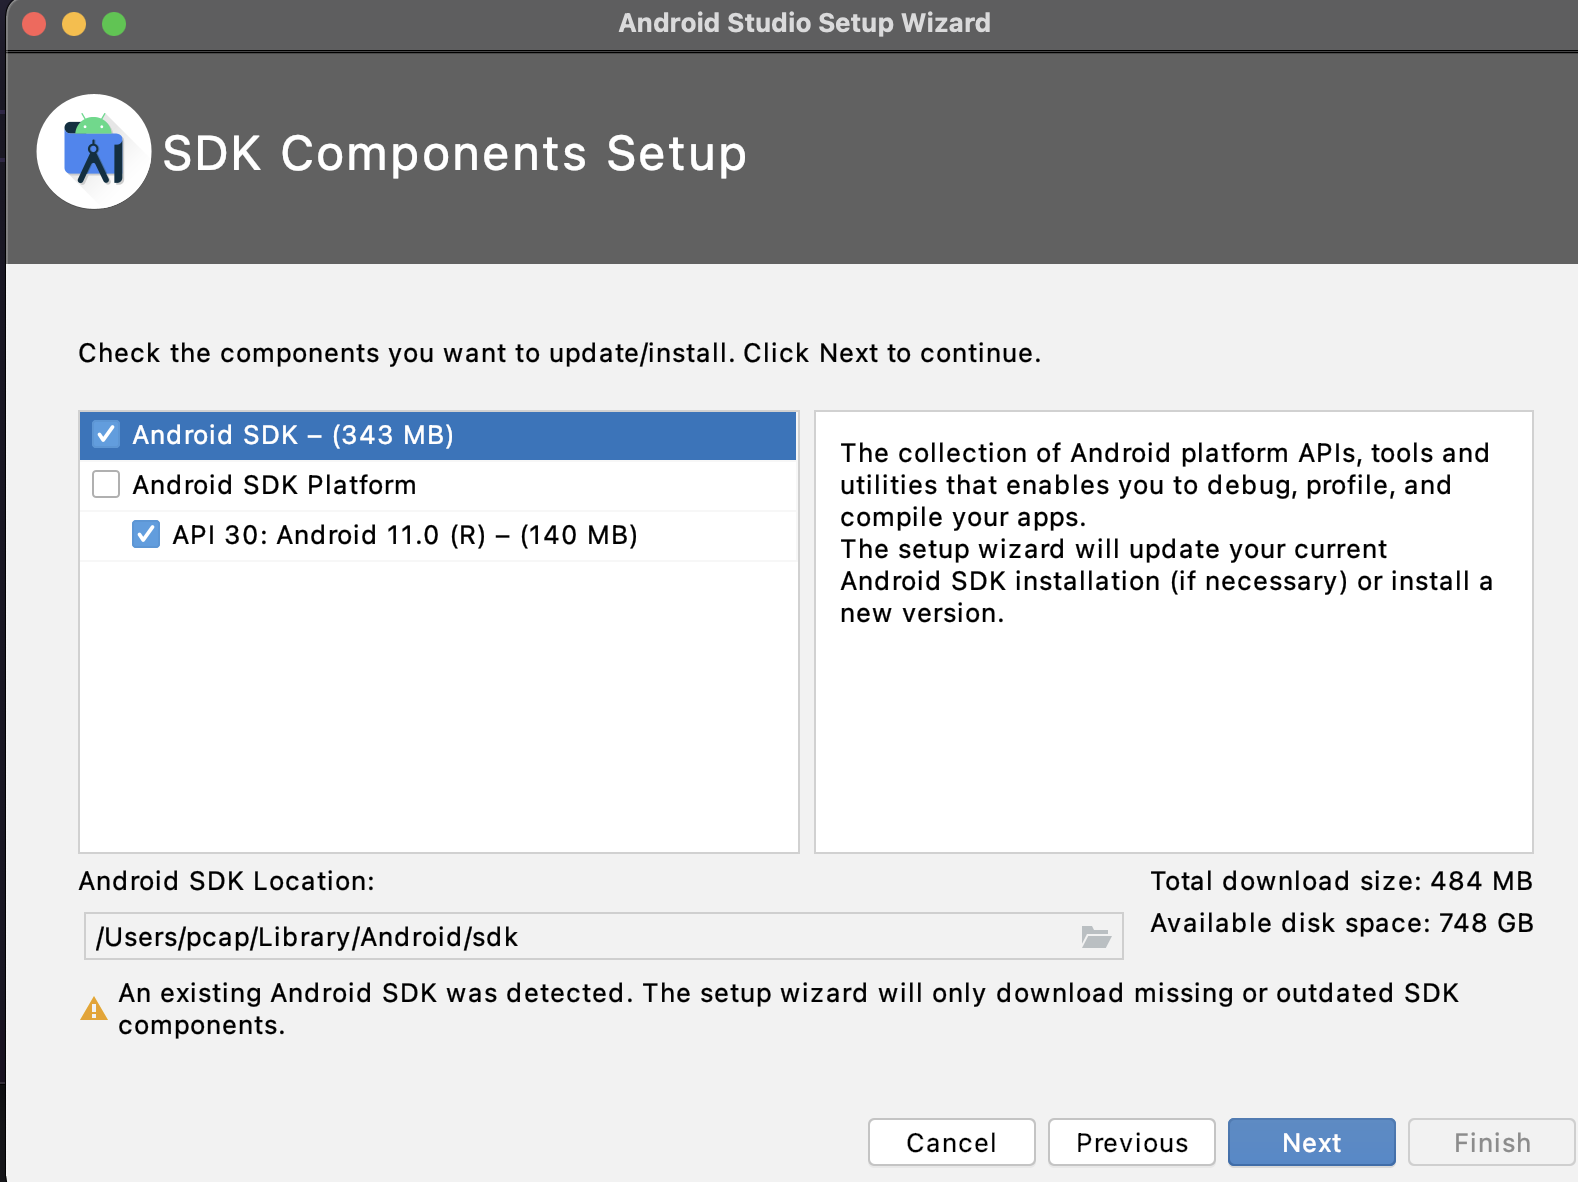 Android Studio Setup Wizard
SDK Components Setup
Check the components you want to update/install. Click Next to continue.
Android SDK – (343 MB)
Android SDK Platform
API 30: Android 11.0 (R) – (140 MB)
The collection of Android platform APIs, tools and
utilities that enables you to debug, profile, and
compile your apps.
The setup wizard will update your current
Android SDK installation (if necessary) or install a
new version.
Android SDK Location:
/Users/pcap/Library/Android/sdk
Total download size: 484 MB
Available disk space: 748 GB
An existing Android SDK was detected. The setup wizard will only download missing or outdated SDK
components.
Cancel
Previous
Next
Finish